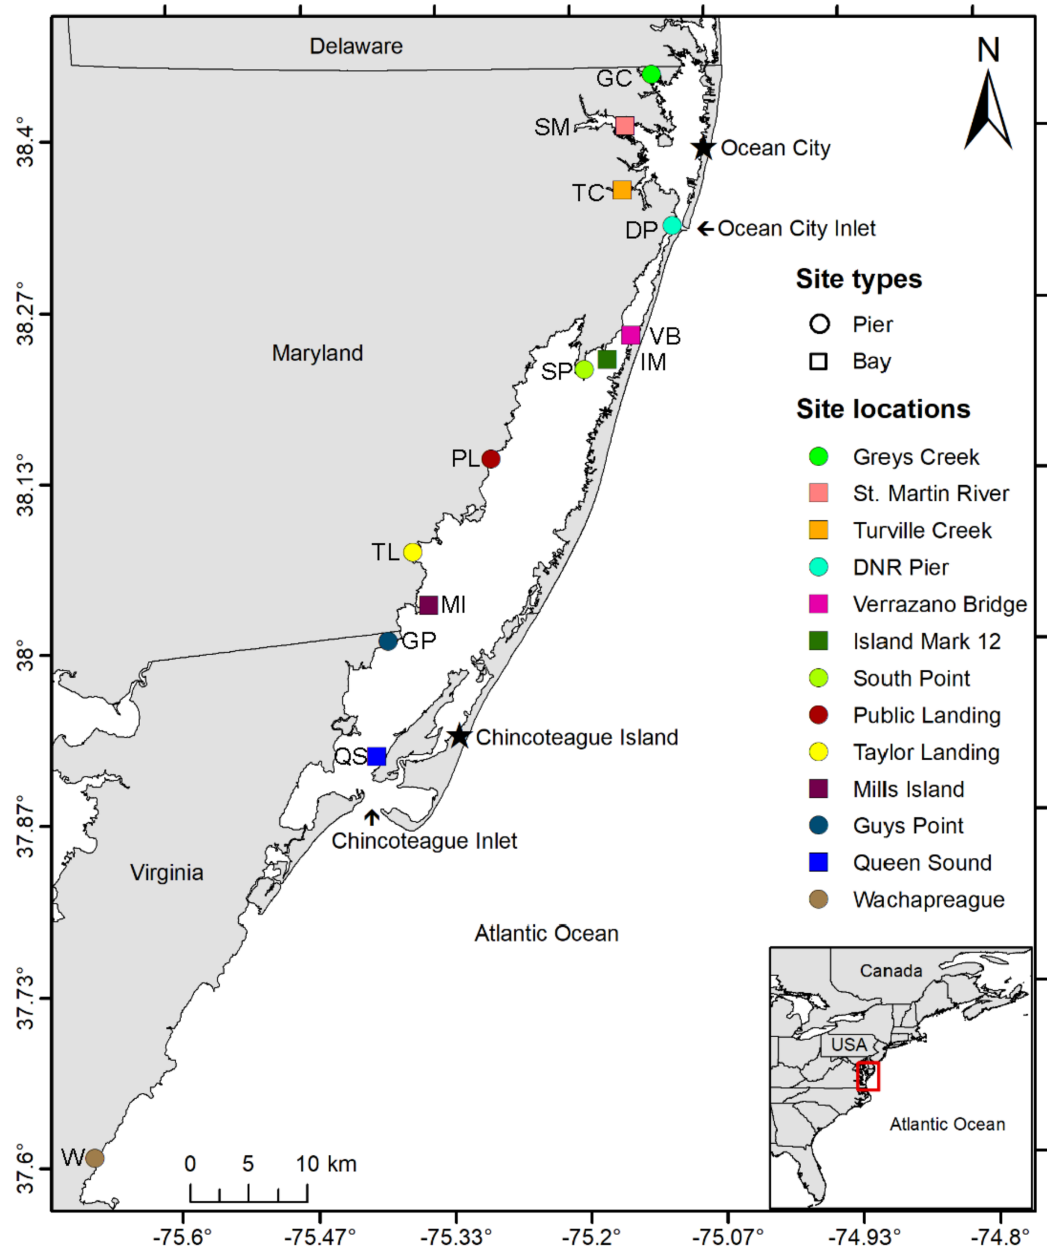 Delaware
N
GC
SM
Ocean City
TC
DP
Ocean City Inlet
Site types
Pier
Bay
VB
Maryland
IM
SP
Site locations
PL
Greys Creek
St. Martin River
Turville Creek
TL
DNR Pier
MI
Verrazano Bridge
GP
Island Mark 12
South Point
Public Landing
Chincoteague Island
QS
Taylor Landing
Mills Island
Guys Point
Chincoteague Inlet
Queen Sound
Virginia
Wachapreague
Atlantic Ocean
Canada
USA
Atlantic Ocean
W
0 5 10 km
38.4°
38.27°
38.13°
38°
37.87°
37.73°
37.6°
-75.6° -75.47° -75.33° -75.2° -75.07° -74.93° -74.8°